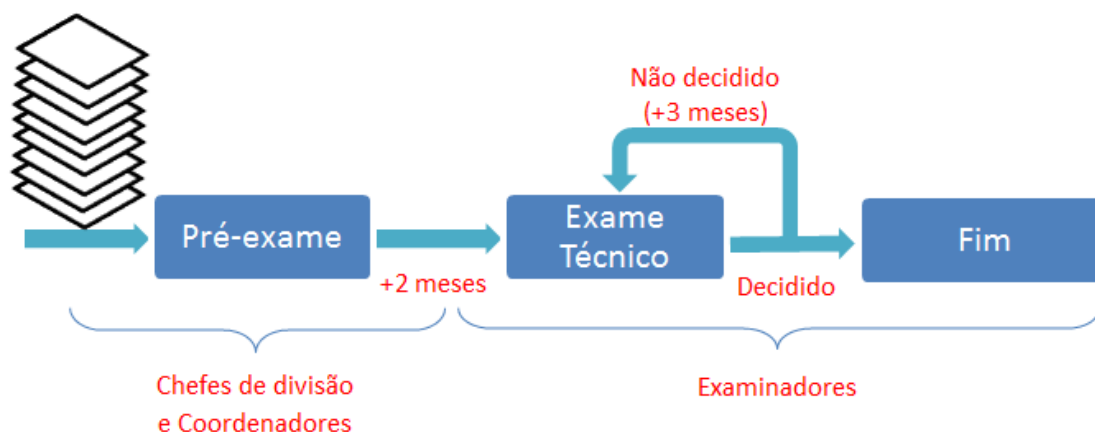 Não decidido
(+3 meses)
Pré-exame
Exame
Técnico
Fim
+2 meses
Decidido
Chefes de divisão
e Coordenadores
Examinadores